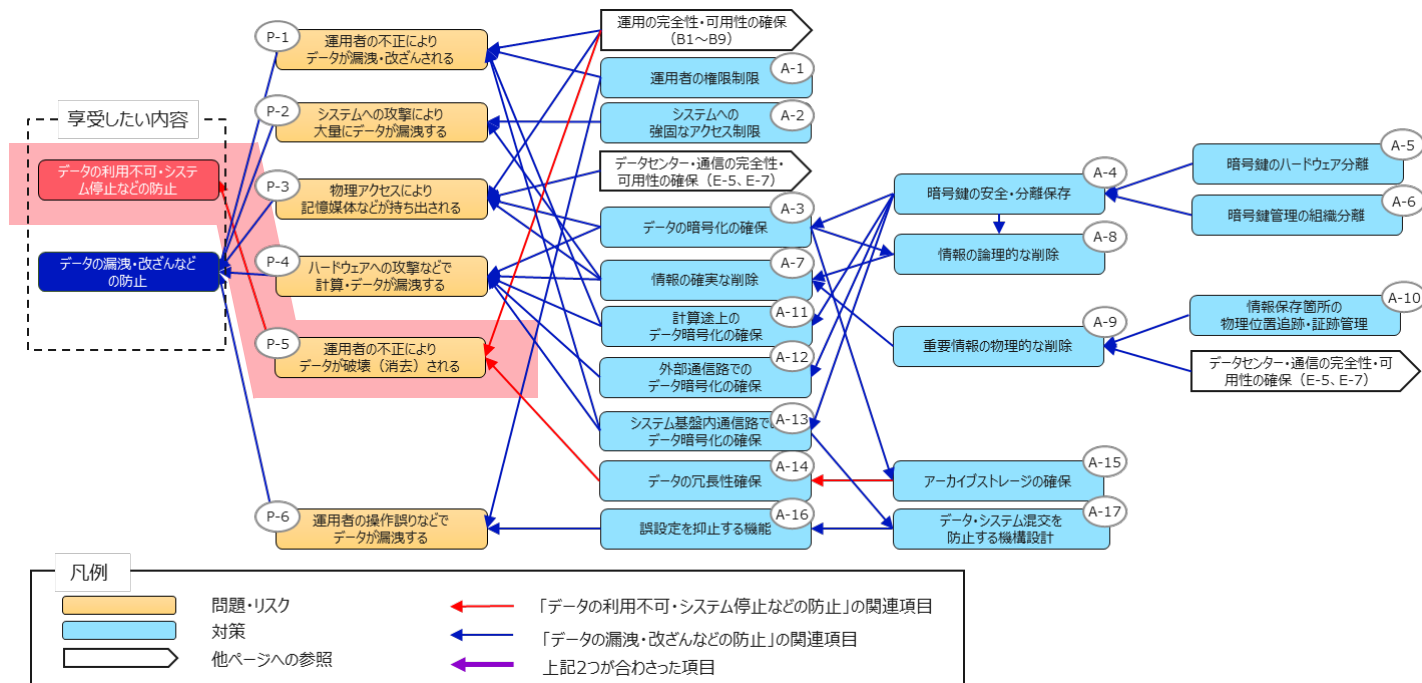 享受したい内容
データの利用不可・システ
ム停止などの防止
データの漏洩・改ざんなど
の防止
P-1
運用者の不正により
データが漏洩・改ざんされる
P-2
システムへの攻撃により
大量にデータが漏洩する
P-3
物理アクセスにより
記憶媒体などが持ち出される
P-4
ハードウェアへの攻撃などで
計算・データが漏洩する
P-5
運用者の不正により
データが破壊（消去）される
P-6
運用者の操作誤りなどで
データが漏洩する
運用の完全性・可用性の確保
（B1～B9）
A-1
運用者の権限制限
A-2
システムへの
強固なアクセス制限
データセンター・通信の完全性・
可用性の確保（E-5、E-7）
A-3
データの暗号化の確保
A-7
情報の確実な削除
A-11
計算途上の
データ暗号化の確保
A-12
外部通信路での
データ暗号化の確保
A-13
システム基盤内通信路で
データ暗号化の確保
A-14
データの冗長性確保
A-16
誤設定を抑止する機能
A-4
暗号鍵の安全・分離保存
A-8
情報の論理的な削除
A-9
重要情報の物理的な削除
A-15
アーカイブストレージの確保
A-17
データ・システム混交を
防止する機構設計
A-5
暗号鍵のハードウェア分離
A-6
暗号鍵管理の組織分離
A-10
情報保存箇所の
物理位置追跡・証跡管理
データセンター・通信の完全性・可
用性の確保（E-5、E-7）
凡例
問題・リスク
対策
他ページへの参照
「データの利用不可・システム停止などの防止」の関連項目
「データの漏洩・改ざんなどの防止」の関連項目
上記2つが合わさった項目